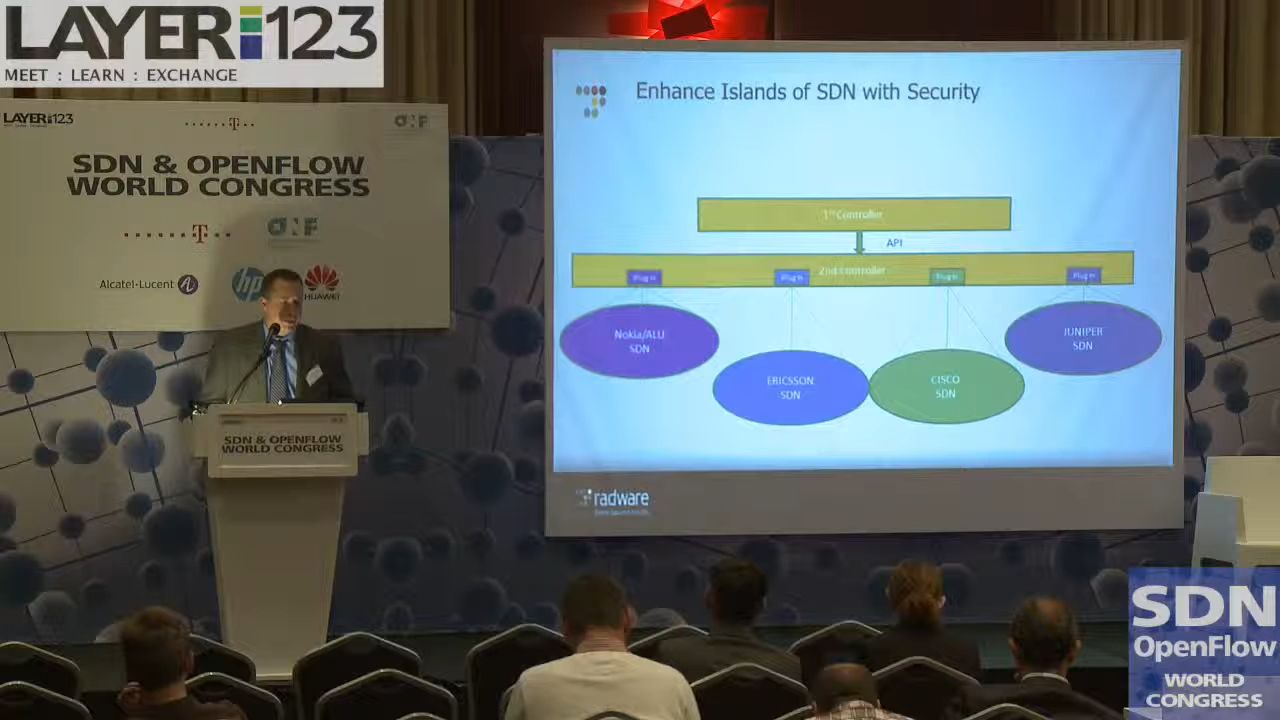 LAYER123
MEET : LEARN : EXCHANGE
LAYER123
SDN & OPENFLOW
WORLD CONGRESS
Alcatel-Lucent
hp
HUAWEI
SDN & OPENFLOW
WORLD CONGRESS
Enhance Islands of SDN with Security
1st Controller
API
2nd Controller
Plug in
Plug in
Plug in
Plug in
Nokia/ALU
SDN
ERICSSON
SDN
CISCO
SDN
JUNIPER
SDN
radware
SDN
OpenFlow
WORLD
CONGRESS